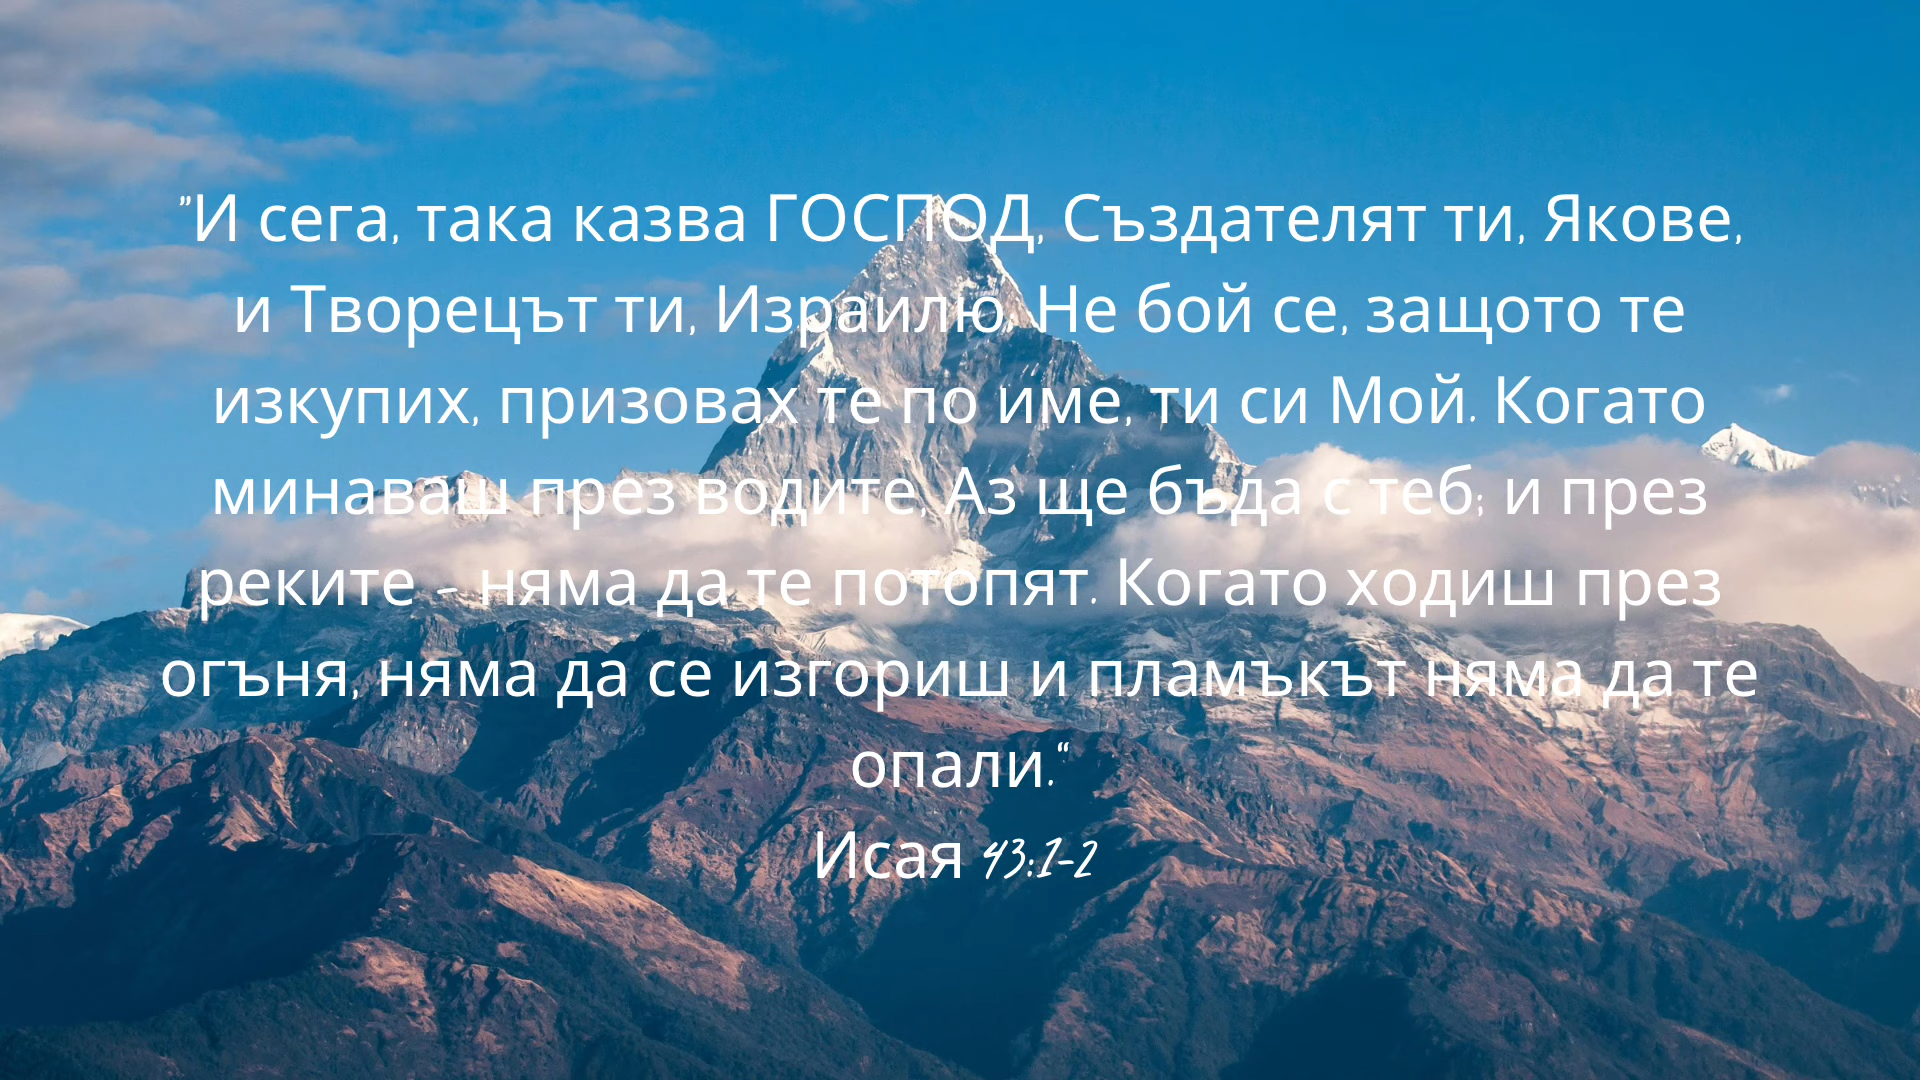 "И сега, така казва ГОСПОД, Създателят ти, Якове,
и Творецът ти, Израилю, Не бой се, защото те
изкупих, призовах те по име, ти си Мой. Когато
минаваш през водите, Аз ще бъда с теб; и през
реките – няма да те потопят. Когато ходиш през
огъня, няма да се изгориш и пламъкът няма да те
опали.“
Исая 43:1-2